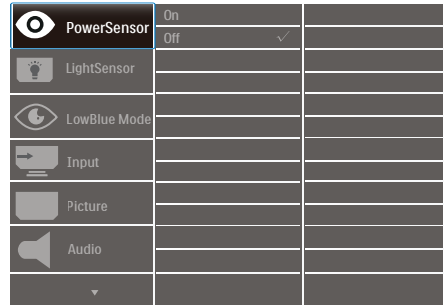 PowerSensor
On
Off
LightSensor
LowBlue Mode
Input
Picture
Audio